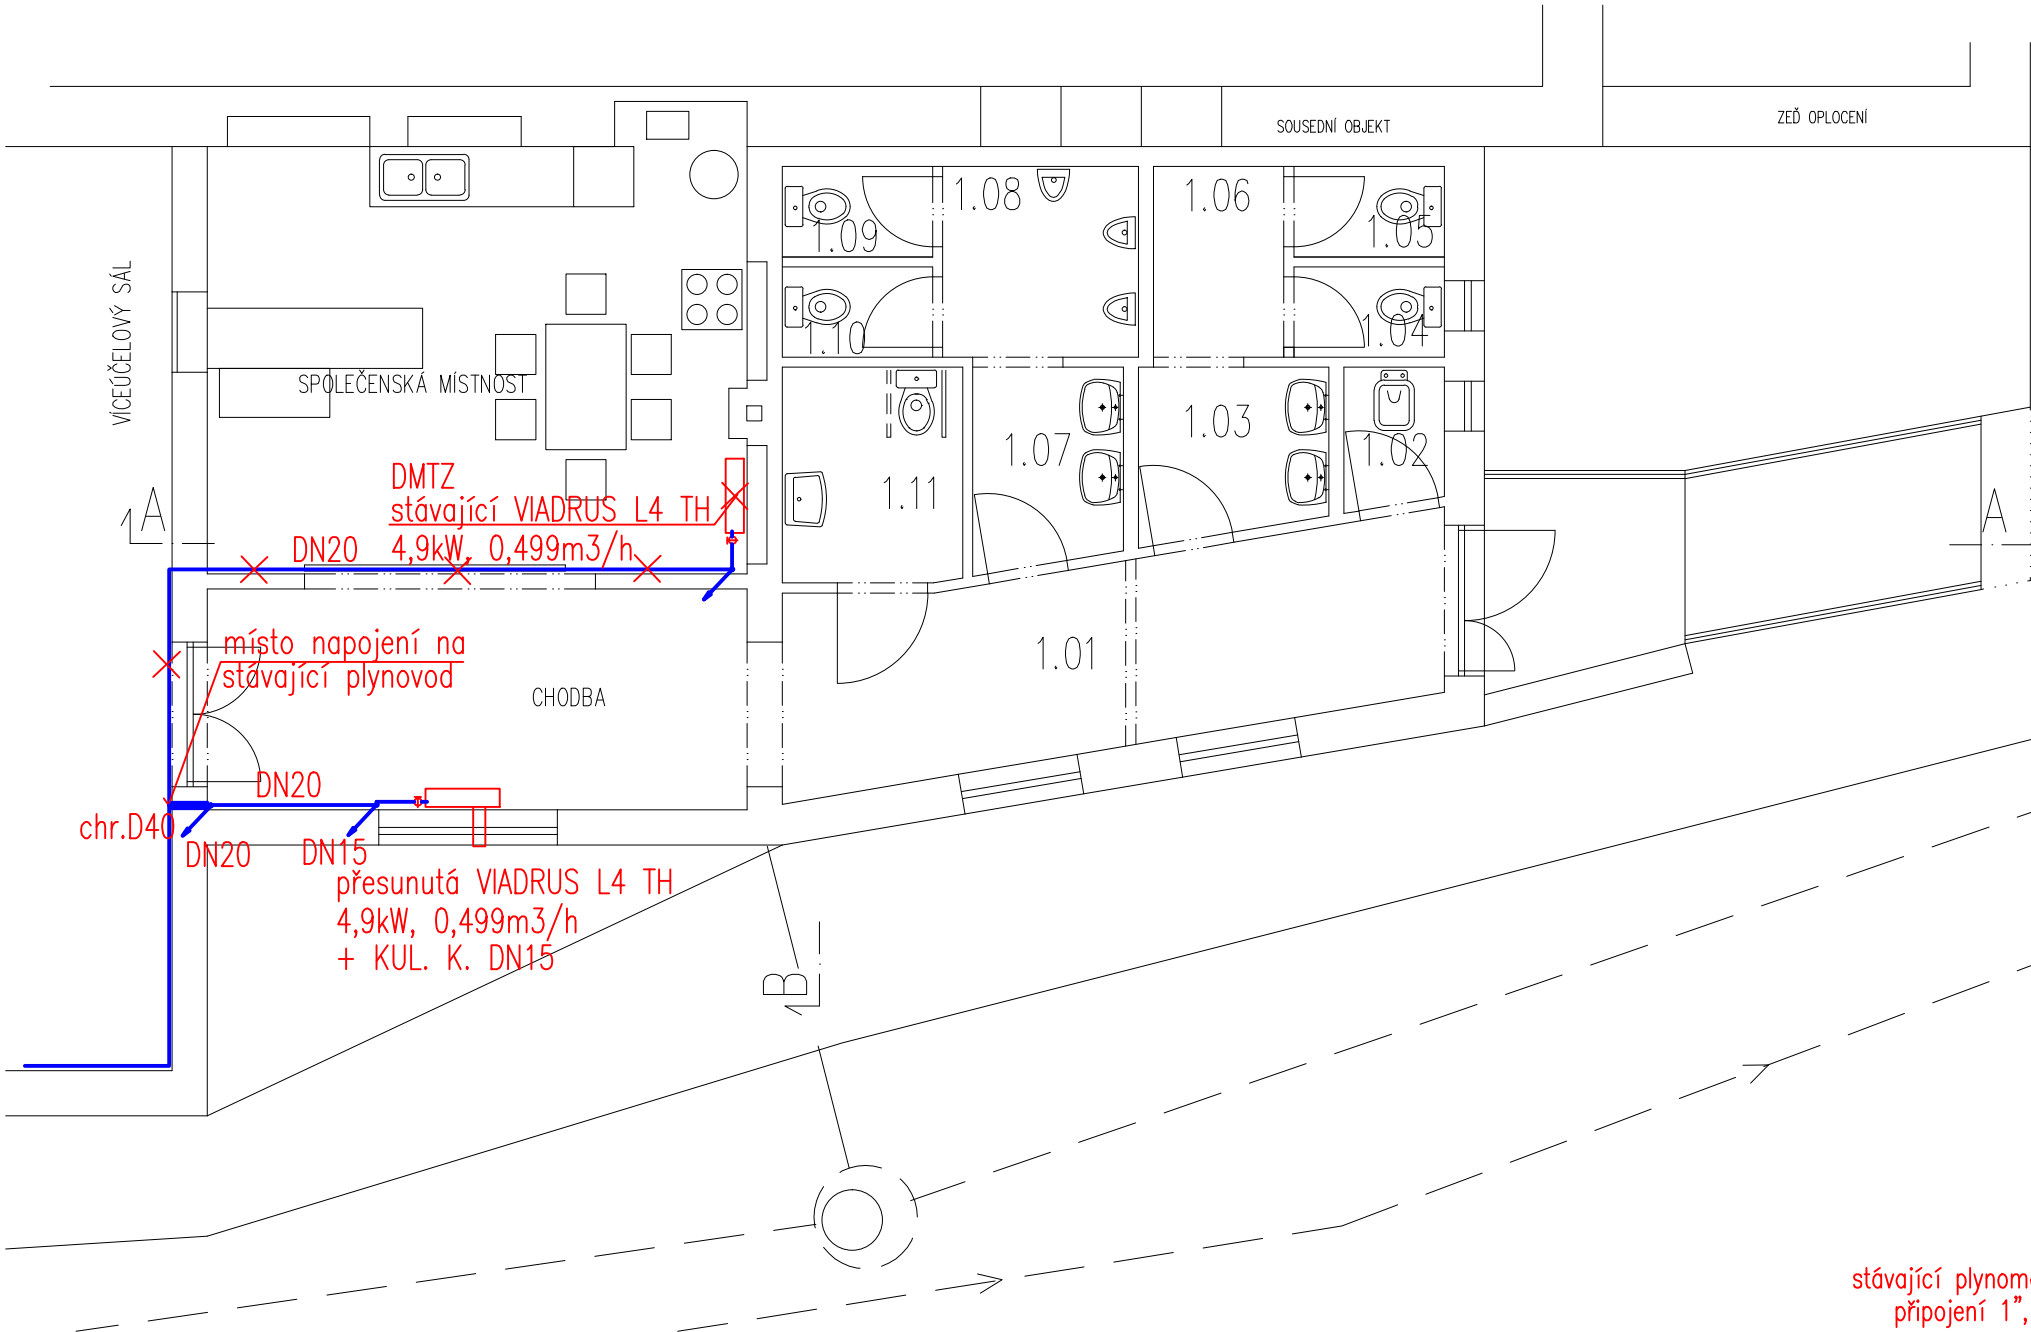 SOUSEDNÍ OBJEKT
ZEĎ OPLOCENÍ
1.08
1.06
1.09
1.05
1.10
1.04
VÍCEÚČELOVÝ SÁL
SPOLEČENSKÁ MÍSTNOST
1.11
1.07
1.03
1.02
A
A
DMTZ
stávající VIADRUS L4 TH
4,9kW, 0,499m3/h
DN20
místo napojení na
stávající plynovod
CHODBA
1.01
DN20
chr.D40
DN20
DN15
přesunutá VIADRUS L4 TH
4,9kW, 0,499m3/h
+ KUL. K. DN15
B
stávající
připojení 1",